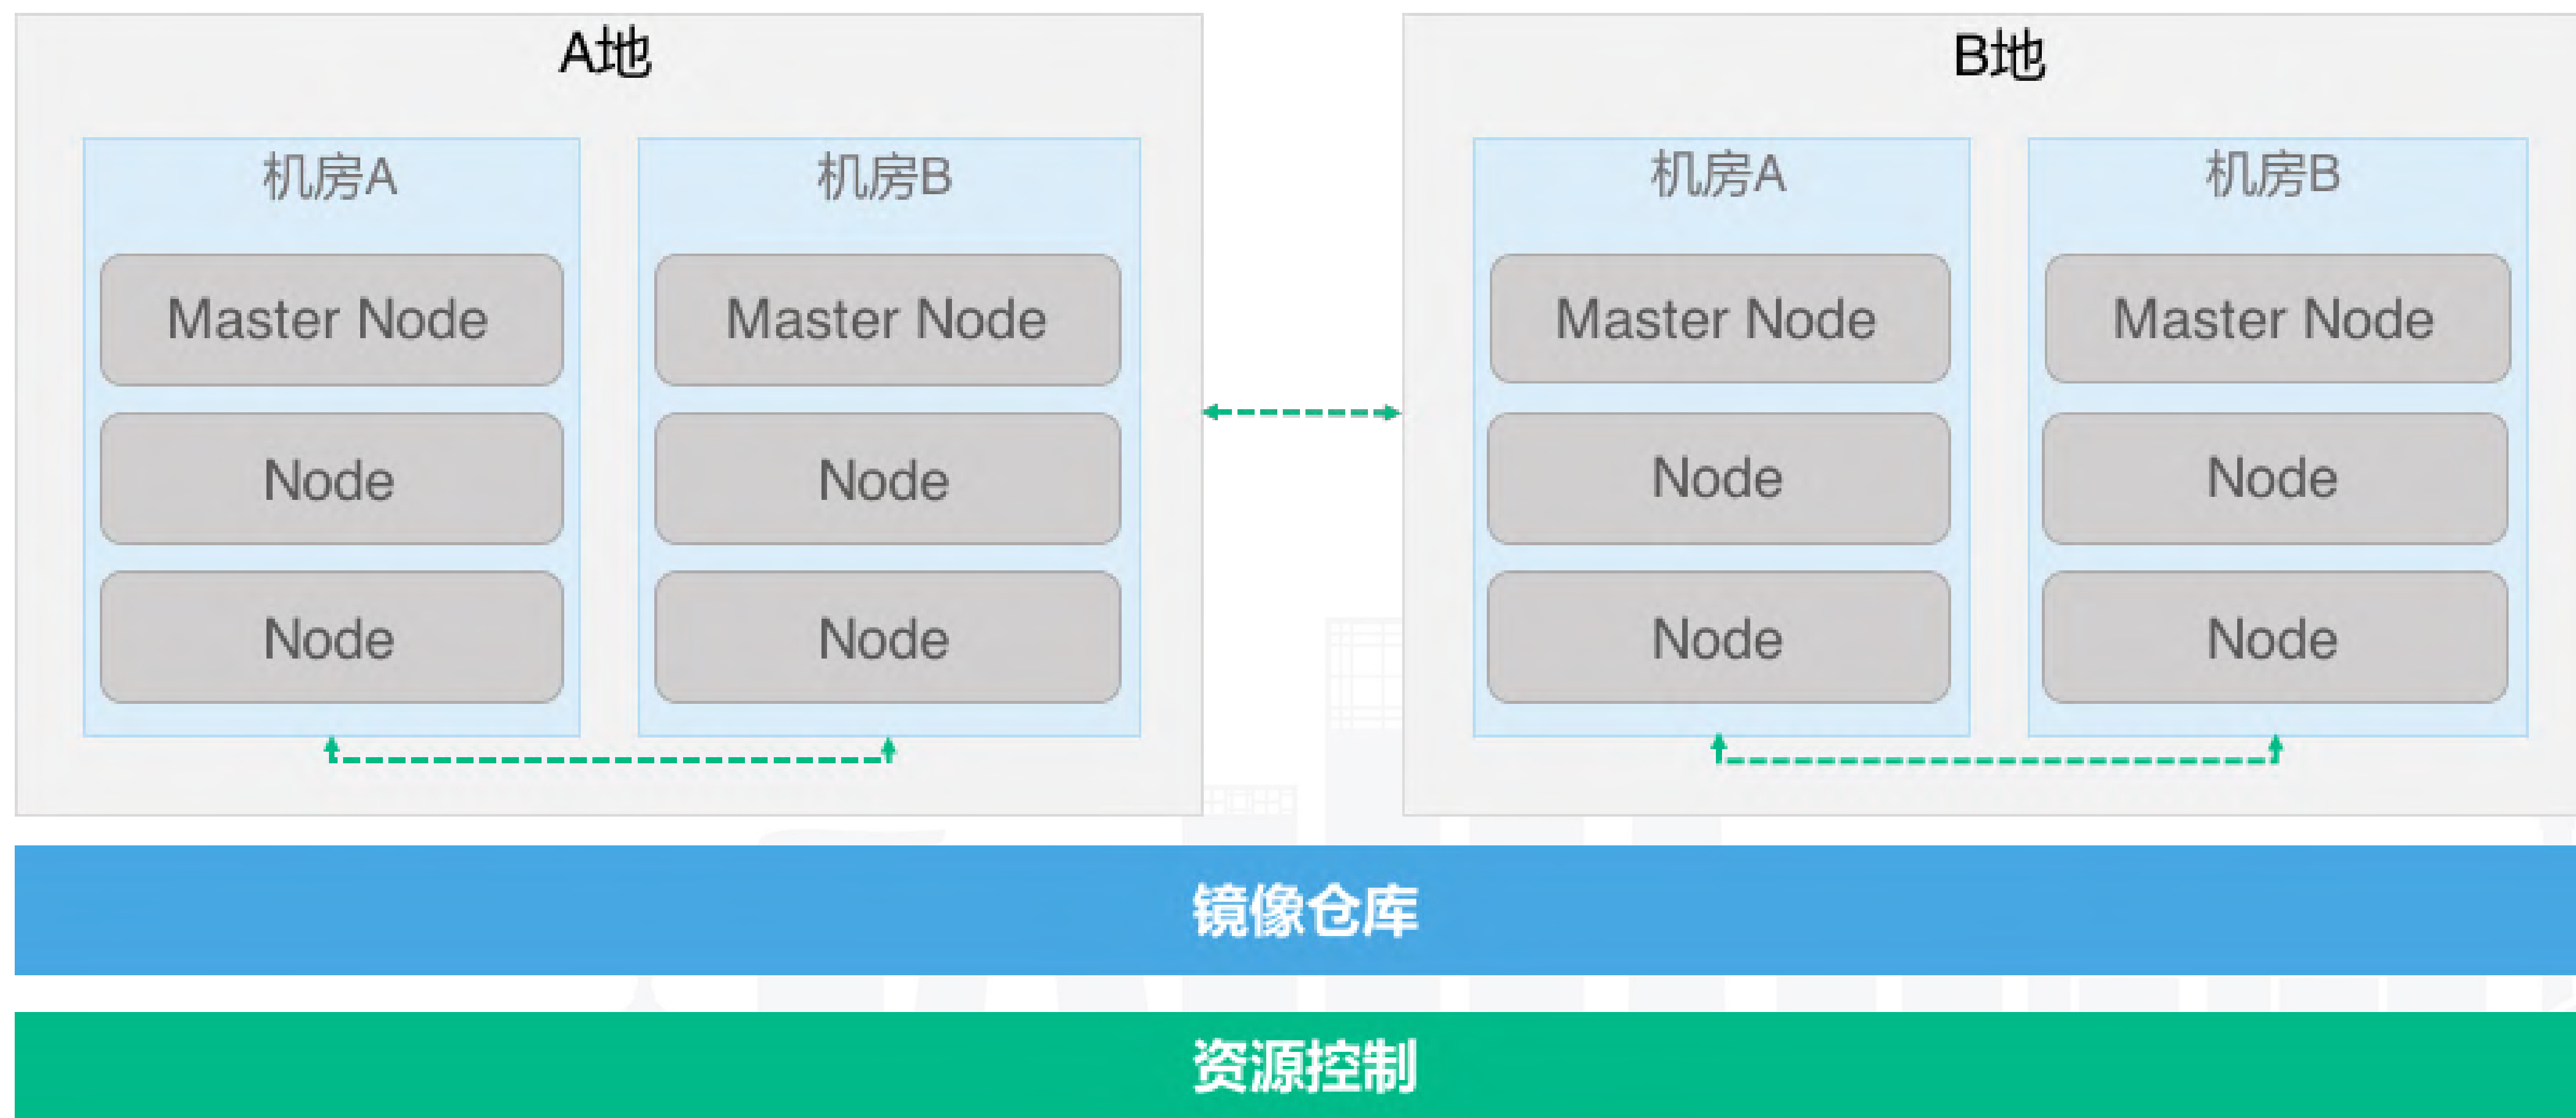 A地
机房A
Master Node
Node
Node
机房B
Master Node
Node
Node
B地
机房A
Master Node
Node
Node
机房B
Master Node
Node
Node
镜像仓库
资源控制